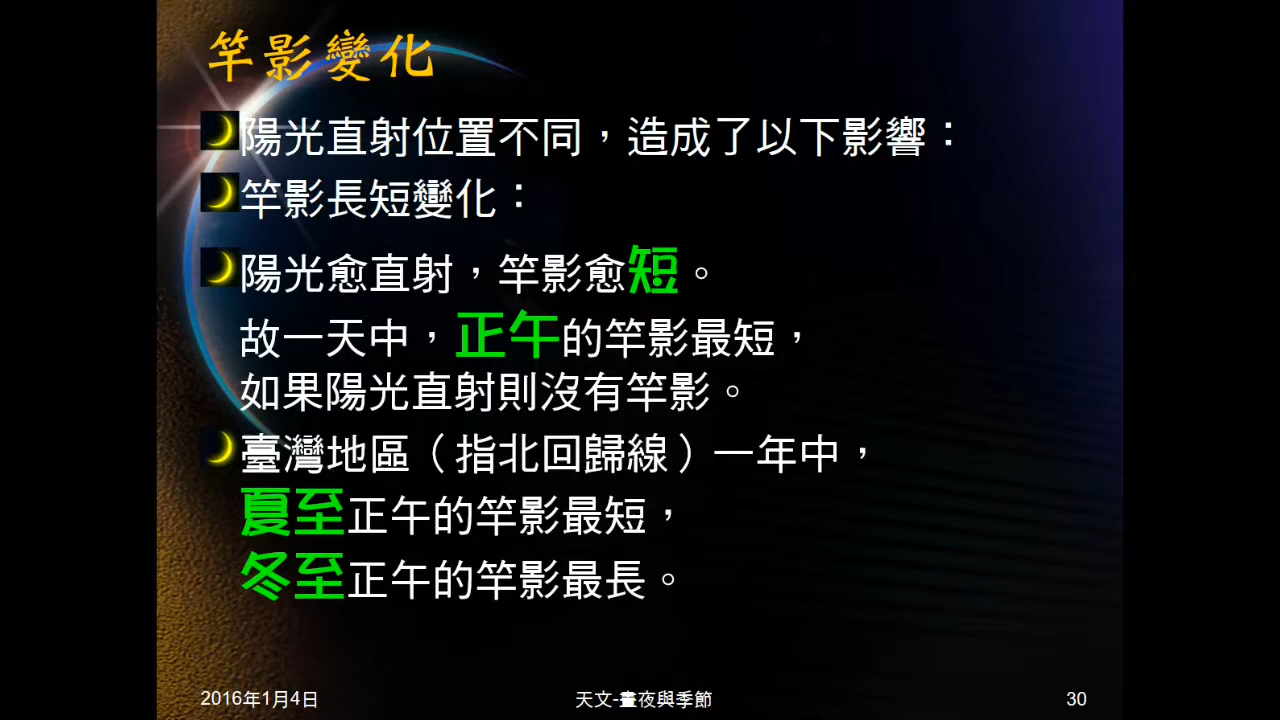 竿影變化
陽光直射位置不同，造成了以下影響：
竿影長短變化：
陽光愈直射，竿影愈短。
故一天中，正午的竿影最短，
如果陽光直射則沒有竿影。
臺灣地區（指北回歸線）一年中，
夏至正午的竿影最短，
冬至正午的竿影最長。
2016年1月4日
天文-晝夜與季節
30